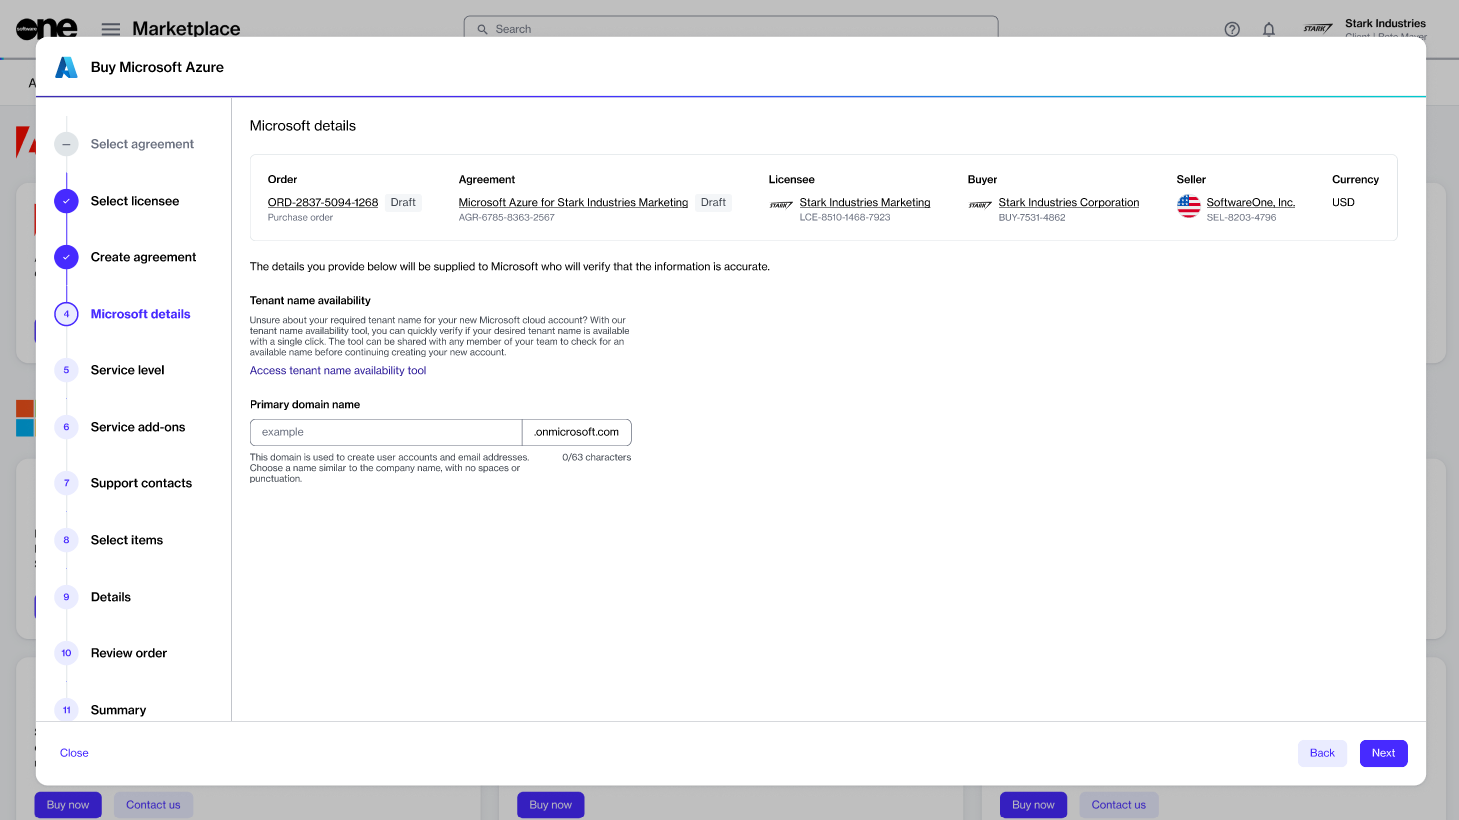 software
one
Marketplace
Search
Stark Industries
STARK
Buy Microsoft Azure
Select agreement
Select licensee
Create agreement
4 Microsoft details
5 Service level
6 Service add-ons
7 Support contacts
8 Select items
9 Details
10 Review order
11 Summary
Microsoft details
Order
ORD-2837-5094-1268 Draft
Purchase order
Agreement
Microsoft Azure for Stark Industries Marketing Draft
AGR-6785-8363-2567
Licensee
STARK Stark Industries Marketing
LCE-8510-1468-7923
Buyer
STARK Stark Industries Corporation
BUY-7531-4862
Seller
SoftwareOne, Inc.
SEL-8203-4796
Currency
USD
The details you provide below will be supplied to Microsoft who will verify that the information is accurate.
Tenant name availability
Unsure about your required tenant name for your new Microsoft cloud account? With our
tenant name availability tool, you can quickly verify if your desired tenant name is available
with a single click. The tool can be shared with any member of your team to check for an
available name before continuing creating your new account.
Access tenant name availability tool
Primary domain name
example .onmicrosoft.com
This domain is used to create user accounts and email addresses. 0/63 characters
Choose a name similar to the company name, with no spaces or
punctuation.
Close
Back
Next
Buy now Contact us
Buy now
Buy now Contact us